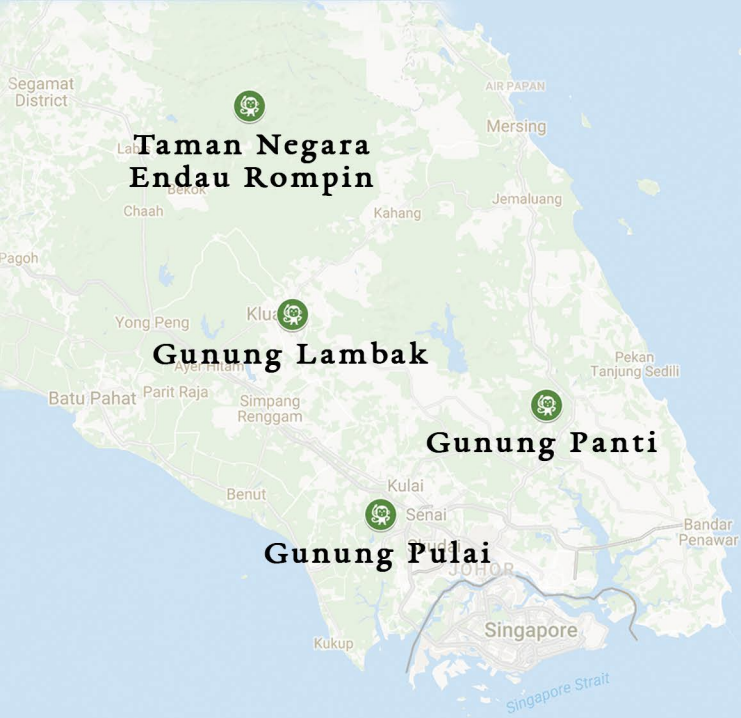 Segamat
District
AIR PAPAN
Mersing
Taman Negara
Endau Rompin
Bekok
Chaah
Jemaluang
Kahang
Pagoh
Yong Peng
Gunung Lambak
Ayer Hitam
Pekan
Tanjung Sedili
Batu Pahat
Parit Raja
Simpang
Renggam
Gunung Panti
Kulai
Benut
Senai
Gunung Pulai
Skudai
JOHOR
Bandar
Penawar
Singapore
Kukup
Singapore Strait